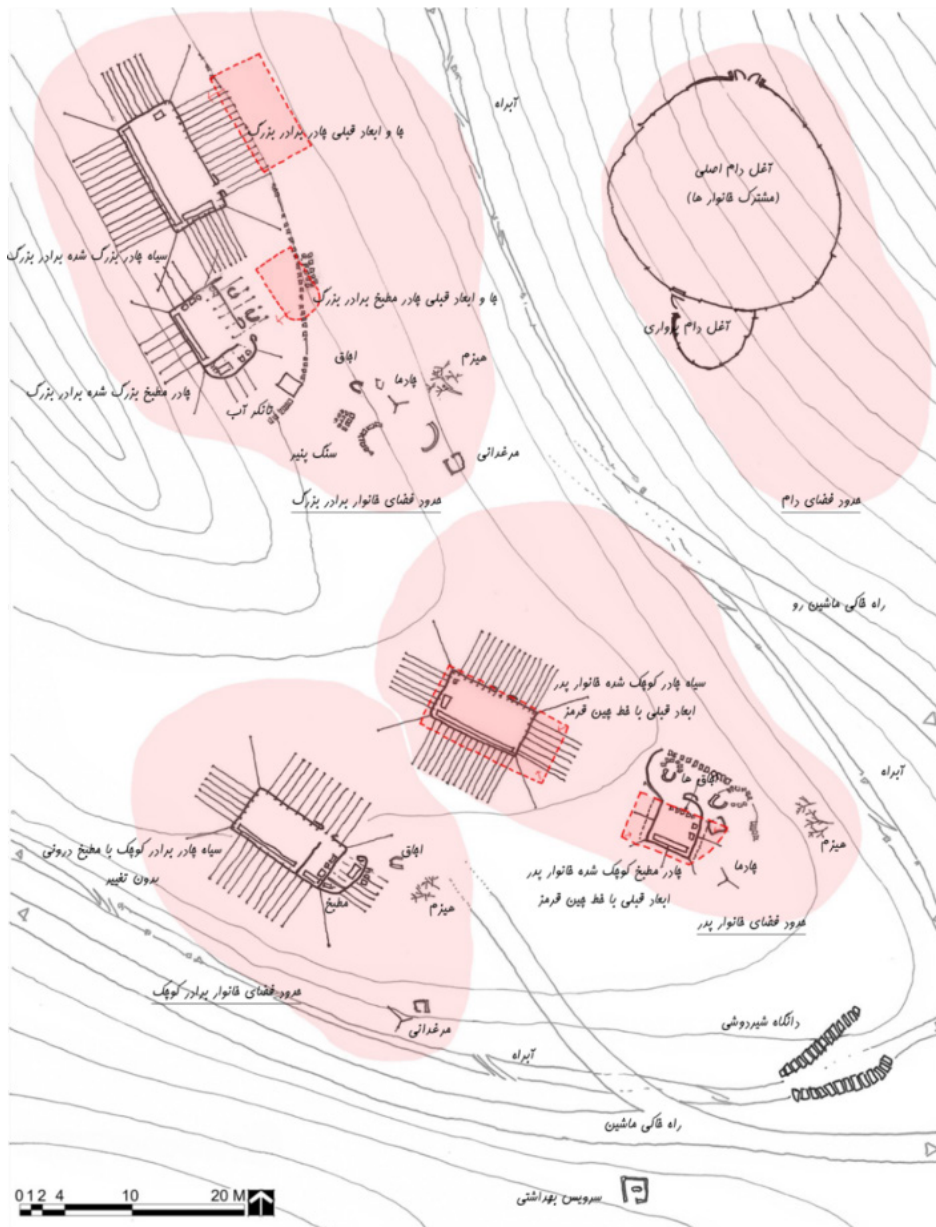 آبراه
جا و ابعاد قبلی چادر برادر بزرگ
آغل دام اصلی
(مشترک خانوار ها)
سیاه چادر بزرگ شده برادر بزرگ
جا و ابعاد قبلی چادر مطبخ برادر بزرگ
آغل دام پرواری
اجاق
چادما
هیزم
چادر مطبخ بزرگ شده برادر بزرگ
تانکر آب
سنگ پنیر
مرغدانی
حدود فضای خانوار برادر بزرگ
حدود فضای دام
راه خاکی ماشین رو
سیاه چادر کوچک شده خانوار پدر
ابعاد قبلی با خط چین قرمز
آبراه
اجاق ها
هیزم
سیاه چادر برادر کوچک با مطبخ درونی
بدون تغییر
اجاق
مطبخ
هیزم
چادر مطبخ کوچک شده خانوار پدر
ابعاد قبلی با خط چین قرمز
چادما
حدود فضای خانوار پدر
حدود فضای خانوار برادر کوچک
مرغدانی
دانگاه شیردوشی
آبراه
راه خاکی ماشین
سرویس بهداشتی
0 1 2 4 10 20 M